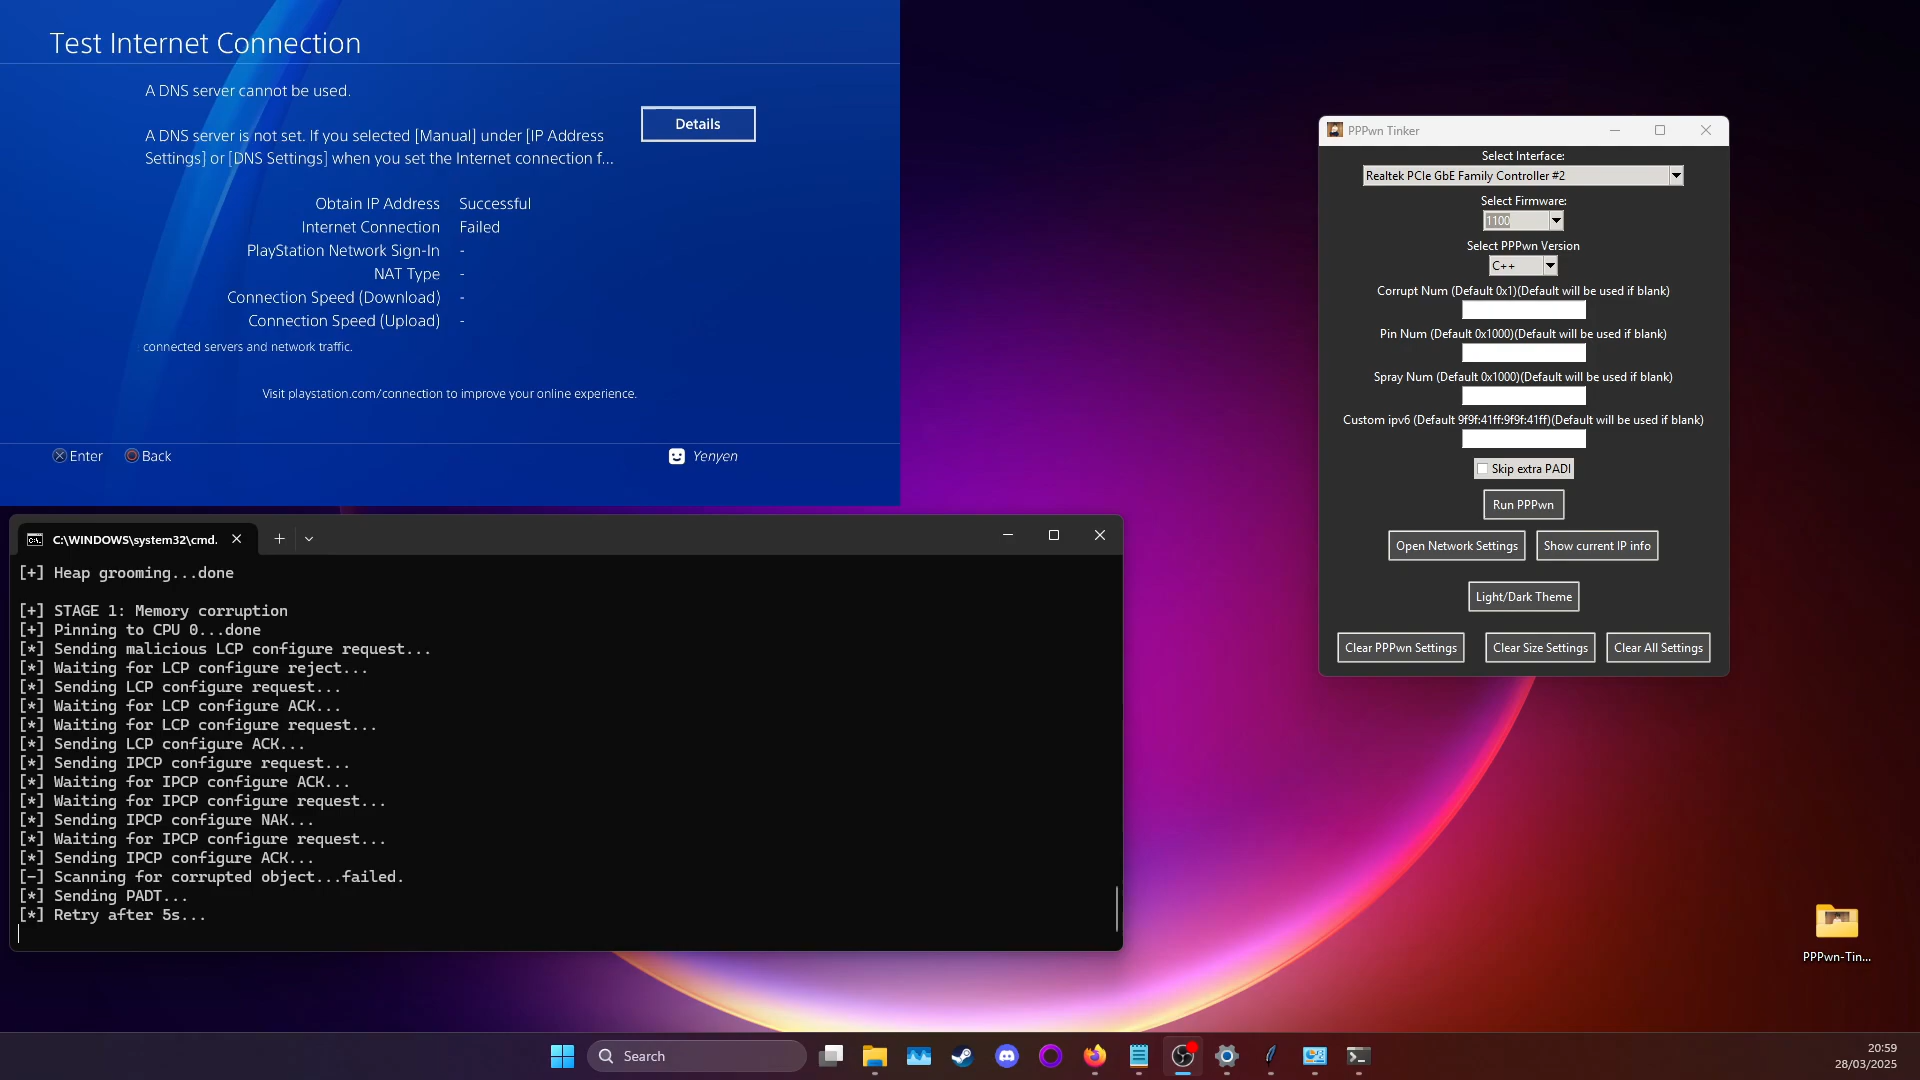 Test Internet Connection
A DNS server cannot be used.
A DNS server is not set. If you selected [Manual] under [IP Address
Settings] or [DNS Settings] when you set the Internet connection f...
Details
Obtain IP Address Successful
Internet Connection Failed
PlayStation Network Sign-In -
NAT Type -
Connection Speed (Download) -
Connection Speed (Upload) -
connected servers and network traffic.
Visit playstation.com/connection to improve your online experience.
Enter Back Yenyen
C:\WINDOWS\system32\cmd.
[+] Heap grooming...done
[+] STAGE 1: Memory corruption
[+] Pinning to CPU 0...done
[*] Sending malicious LCP configure request...
[*] Waiting for LCP configure reject...
[*] Sending LCP configure request...
[*] Waiting for LCP configure ACK...
[*] Waiting for LCP configure request...
[*] Sending LCP configure ACK...
[*] Sending IPCP configure request...
[*] Waiting for IPCP configure ACK...
[*] Waiting for IPCP configure request...
[*] Sending IPCP configure NAK...
[*] Waiting for IPCP configure request...
[*] Sending IPCP configure ACK...
[-] Scanning for corrupted object...failed.
[*] Sending PADT...
[*] Retry after 5s...
PPPwn Tinker
Select Interface:
Realtek PCIe GbE Family Controller #2
Select Firmware:
1100
Select PPPwn Version
C++
Corrupt Num (Default 0x1)(Default will be used if blank)
Pin Num (Default 0x1000)(Default will be used if blank)
Spray Num (Default 0x1000)(Default will be used if blank)
Custom ipv6 (Default 9f9f:41ff:9f9f:41ff)(Default will be used if blank)
Skip extra PADI
Run PPPwn
Open Network Settings Show current IP info
Light/Dark Theme
Clear PPPwn Settings Clear Size Settings Clear All Settings
PPPwn-Tin...
Search
20:59
28/03/2025